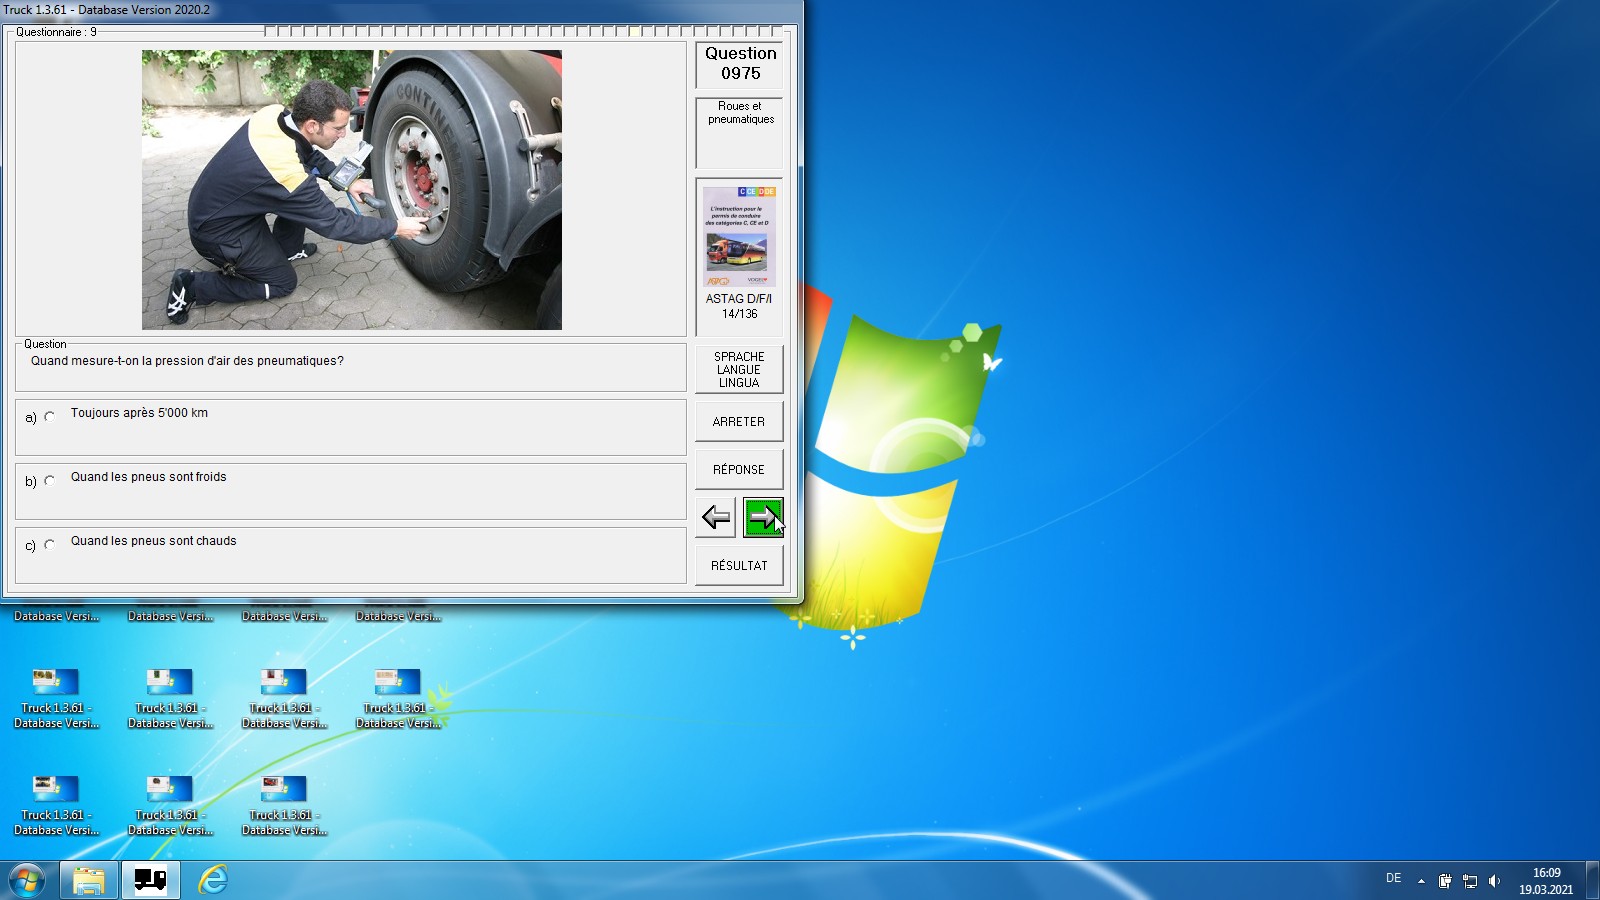 Truck 1.3.61 - Database Version 2020.2
Questionnaire : 9
CONTINE
Question
0975
Roues et
pneumatiques
C CE D DE
L'instruction pour le
permis de conduire
des catégories C, CE et D
ASTAG D/F/I
14/136
Question
Quand mesure-t-on la pression d'air des pneumatiques?
SPRACHE
LANGUE
LINGUA
a) Toujours après 5'000 km
ARRETER
b) Quand les pneus sont froids
RÉPONSE
c) Quand les pneus sont chauds
RÉSULTAT
Database Versi...
Database Versi...
Database Versi...
Database Versi...
Truck 1.3.61 -
Database Versi...
Truck 1.3.61 -
Database Versi...
Truck 1.3.61 -
Database Versi...
Truck 1.3.61 -
Database Versi...
Truck 1.3.61 -
Database Versi...
Truck 1.3.61 -
Database Versi...
Truck 1.3.61 -
Database Versi...
DE
16:09
19.03.2021